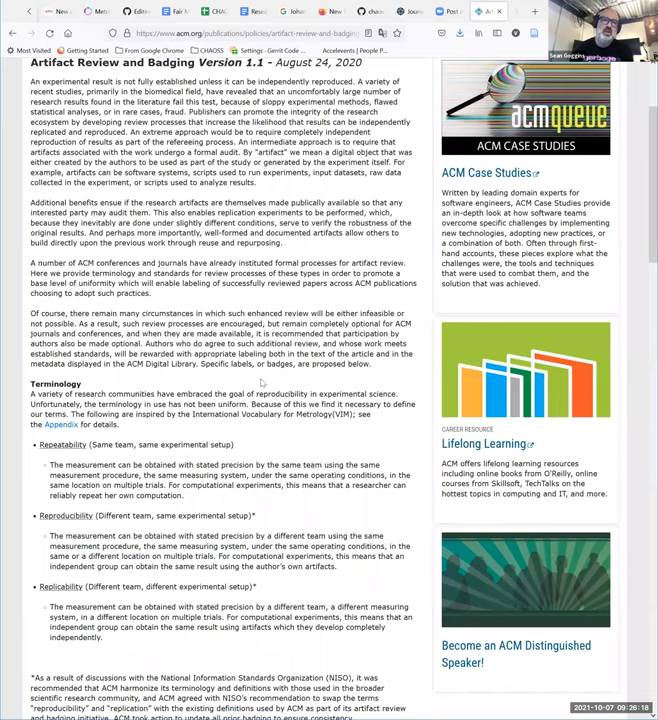 New
Metri
Editin
Fair M
CHA
Resea
G Johan
New I
chaos
Journ
Post A
Ar
https://www.acm.org/publications/policies/artifact-review-and-badging-
Most Visited
Getting Started
From Google Chrome
CHAOSS
Settings · Gerrit Code ...
Accelevents | People P...
Sean Goggins
Artifact Review and Badging Version 1.1 - August 24, 2020
An experimental result is not fully established unless it can be independently reproduced. A variety of
recent studies, primarily in the biomedical field, have revealed that an uncomfortably large number of
research results found in the literature fail this test, because of sloppy experimental methods, flawed
statistical analyses, or in rare cases, fraud. Publishers can promote the integrity of the research
ecosystem by developing review processes that increase the likelihood that results can be independently
replicated and reproduced. An extreme approach would be to require completely independent
reproduction of results as part of the refereeing process. An intermediate approach is to require that
artifacts associated with the work undergo a formal audit. By "artifact" we mean a digital object that was
either created by the authors to be used as part of the study or generated by the experiment itself. For
example, artifacts can be software systems, scripts used to run experiments, input datasets, raw data
collected in the experiment, or scripts used to analyze results.
Additional benefits ensue if the research artifacts are themselves made publicly available so that any
interested party may audit them. This also enables replication experiments to be performed, which,
because they inevitably are done under slightly different conditions, serve to verify the robustness of the
original results. And perhaps more importantly, well-formed and documented artifacts allow others to
build directly upon the previous work through reuse and repurposing.
A number of ACM conferences and journals have already instituted formal processes for artifact review.
Here we provide terminology and standards for review processes of these types in order to promote a
base level of uniformity which will enable labeling of successfully reviewed papers across ACM publications
choosing to adopt such practices.
Of course, there remain many circumstances in which such enhanced review will be either infeasible or
not possible. As a result, such review processes are encouraged, but remain completely optional for ACM
journals and conferences, and when they are made available, it is recommended that participation by
authors also be made optional. Authors who do agree to such additional review, and whose work meets
established standards, will be rewarded with appropriate labeling both in the text of the article and in the
metadata displayed in the ACM Digital Library. Specific labels, or badges, are proposed below.
Terminology
A variety of research communities have embraced the goal of reproducibility in experimental science.
Unfortunately, the terminology in use has not been uniform. Because of this we find it necessary to define
our terms. The following are inspired by the International Vocabulary for Metrology(VIM); see
the Appendix for details.
• Repeatability (Same team, same experimental setup)
○ The measurement can be obtained with stated precision by the same team using the same
measurement procedure, the same measuring system, under the same operating conditions, in the
same location on multiple trials. For computational experiments, this means that a researcher can
reliably repeat her own computation.
• Reproducibility (Different team, same experimental setup)*
○ The measurement can be obtained with stated precision by a different team using the same
measurement procedure, the same measuring system, under the same operating conditions, in the
same or a different location on multiple trials. For computational experiments, this means that an
independent group can obtain the same result using the author's own artifacts.
• Replicability (Different team, different experimental setup)*
○ The measurement can be obtained with stated precision by a different team, a different measuring
system, in a different location on multiple trials. For computational experiments, this means that an
independent group can obtain the same result using artifacts which they develop completely
independently.
*As a result of discussions with the National Information Standards Organization (NISO), it was
recommended that ACM harmonize its terminology and definitions with those used in the broader
scientific research community, and ACM agreed with NISO's recommendation to swap the terms
"reproducibility" and "replication" with the existing definitions used by ACM as part of its artifact review
and badging initiative. ACM took action to update all prior badging to ensure consistency.
acmqueue
ACM CASE STUDIES
ACM Case Studies
Written by leading domain experts for
software engineers, ACM Case Studies provide
an in-depth look at how software teams
overcome specific challenges by implementing
new technologies, adopting new practices, or
a combination of both. Often through first-
hand accounts, these pieces explore what the
challenges were, the tools and techniques
that were used to combat them, and the
solution that was achieved.
CAREER RESOURCE
Lifelong Learning
ACM offers lifelong learning resources
including online books from O'Reilly, online
courses from Skillsoft, TechTalks on the
hottest topics in computing and IT, and more.
Become an ACM Distinguished
Speaker!
2021-10-07 09:26:18